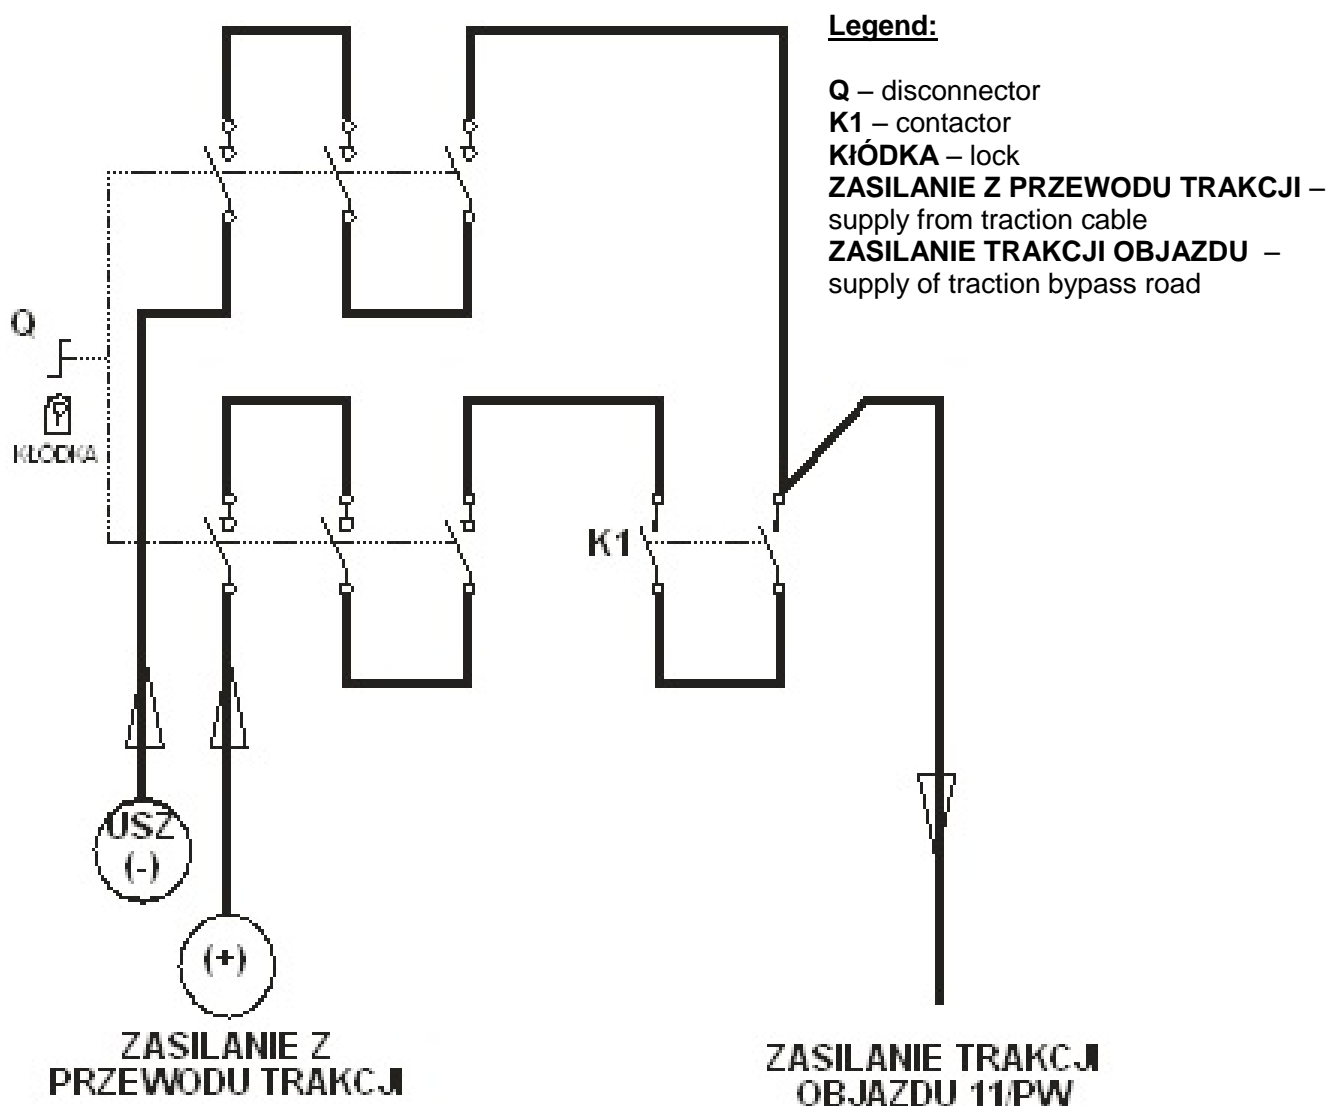 Legend:
Q – disconnector
K1 – contactor
KłÓDKA – lock
ZASILANIE Z PRZEWODU TRAKCJI –
supply from traction cable
ZASILANIE TRAKCJI OBJAZDU –
supply of traction bypass road
Q
KŁÓDKA
K1
USZ
(-)
(+)
ZASILANIE Z
PRZEWODU TRAKCJI
ZASILANIE TRAKCJI
OBJAZDU 11/PW